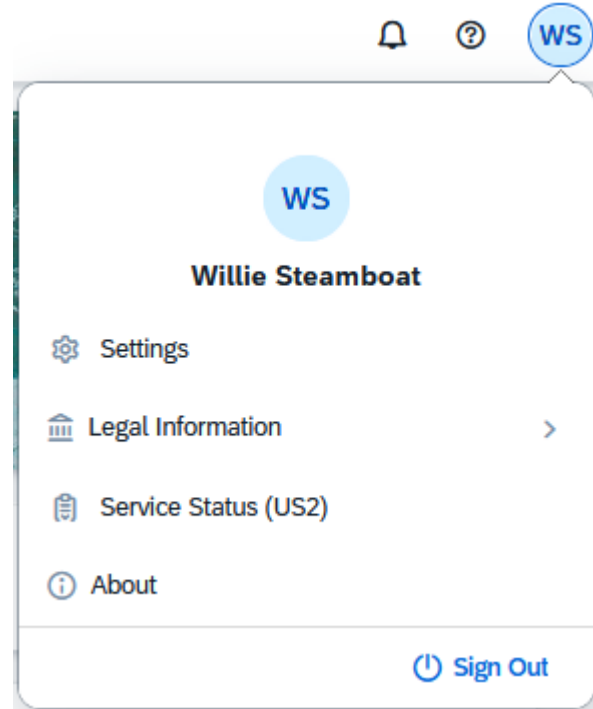 WS
WS
Willie Steamboat
Settings
Legal Information
Service Status (US2)
About
Sign Out